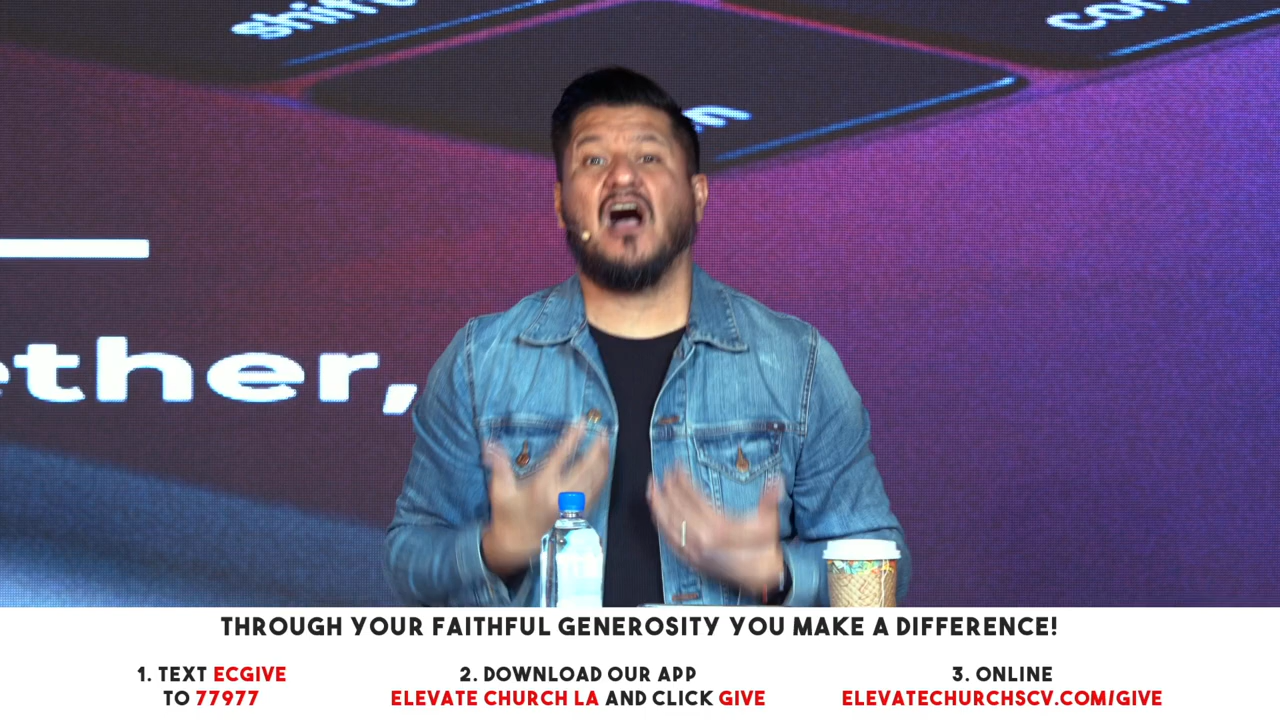 shift
ether,
THROUGH YOUR FAITHFUL GENEROSITY YOU MAKE A DIFFERENCE!
1. TEXT ECGIVE
TO 77977
2. DOWNLOAD OUR APP
ELEVATE CHURCH LA AND CLICK GIVE
3. ONLINE
ELEVATECHURCHSCV.COM/GIVE